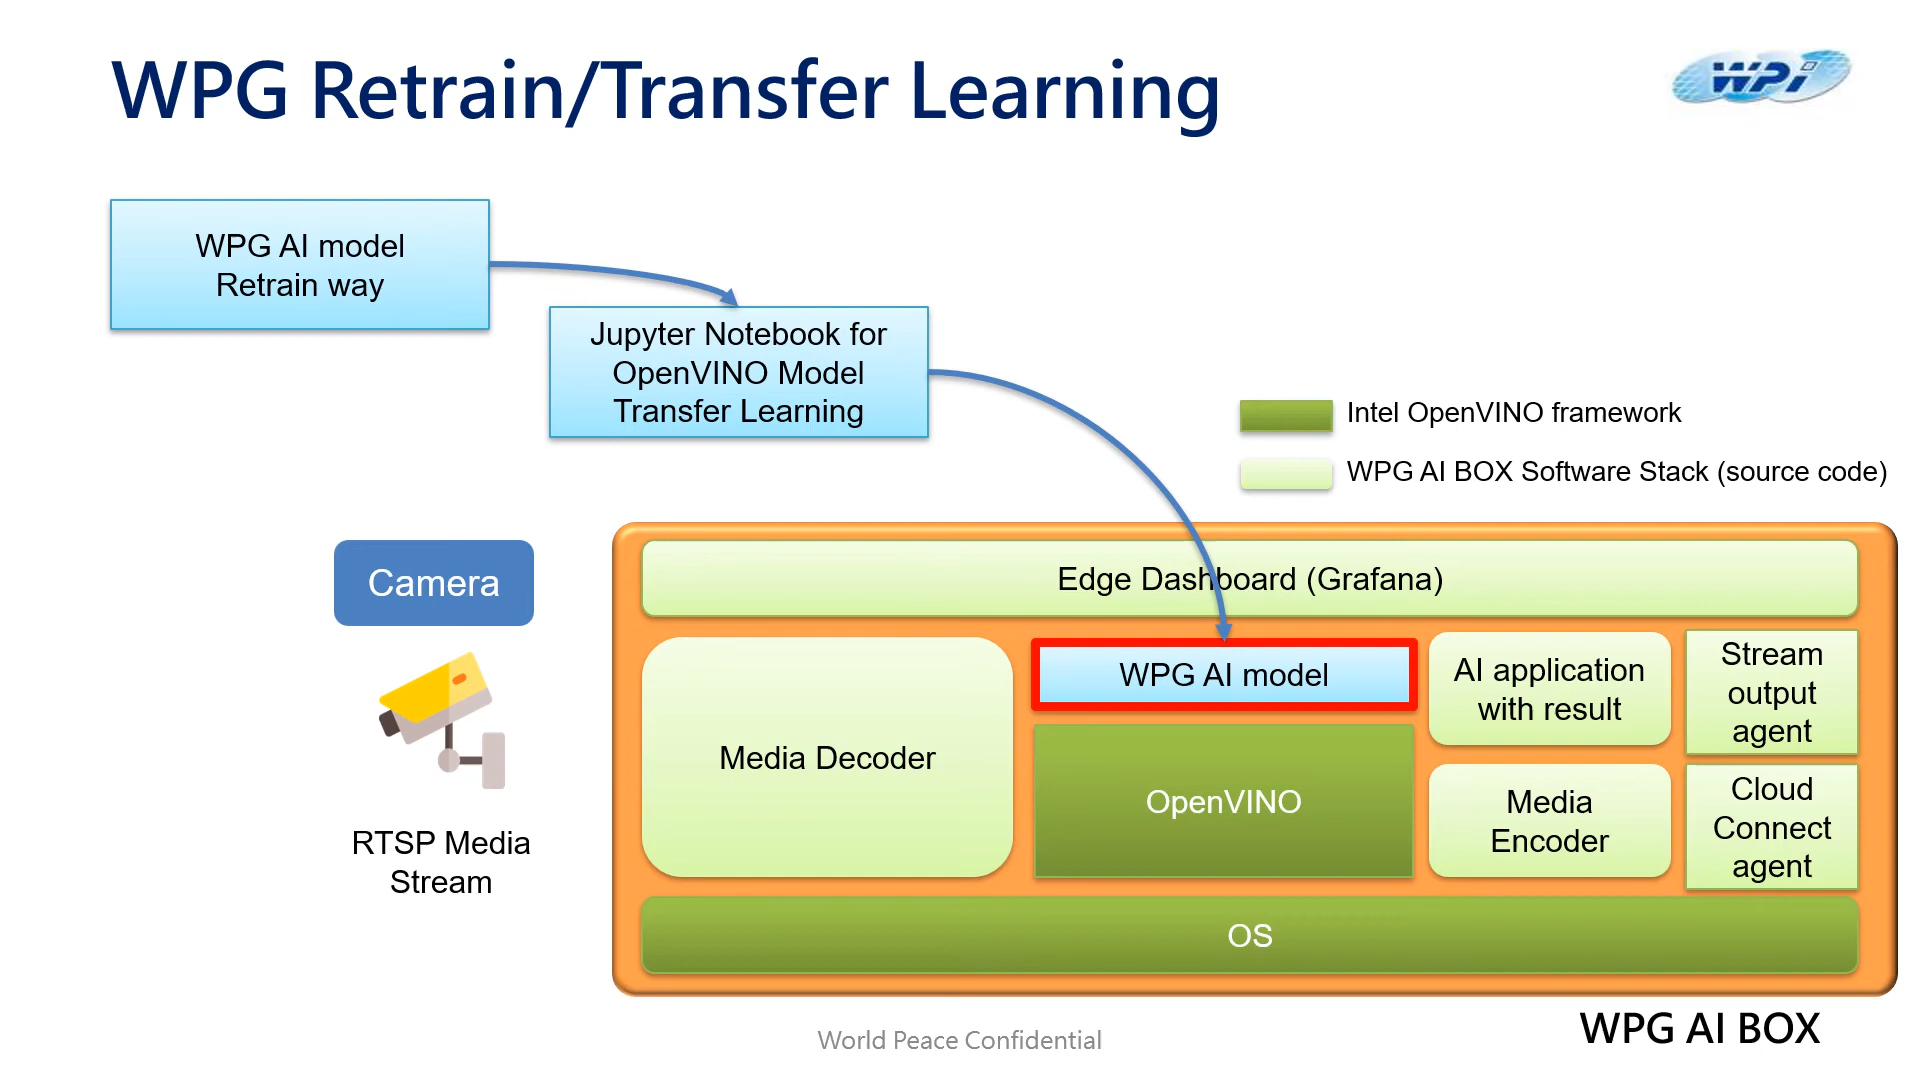 WPG Retrain/Transfer Learning
WPi
WPG AI model
Retrain way
Jupyter Notebook for
OpenVINO Model
Transfer Learning
Intel OpenVINO framework
WPG AI BOX Software Stack (source code)
Camera
RTSP Media
Stream
Edge Dashboard (Grafana)
Media Decoder
WPG AI model
OpenVINO
AI application
with result
Media
Encoder
Stream
output
agent
Cloud
Connect
agent
OS
WPG AI BOX
World Peace Confidential